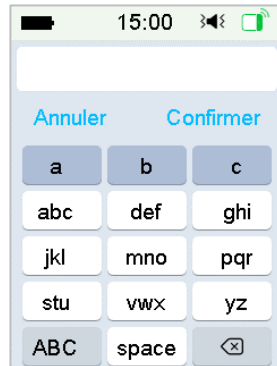 15:00
Annuler Confirmer
a b c
abc def ghi
jkl mno pqr
stu vwx yz
ABC space